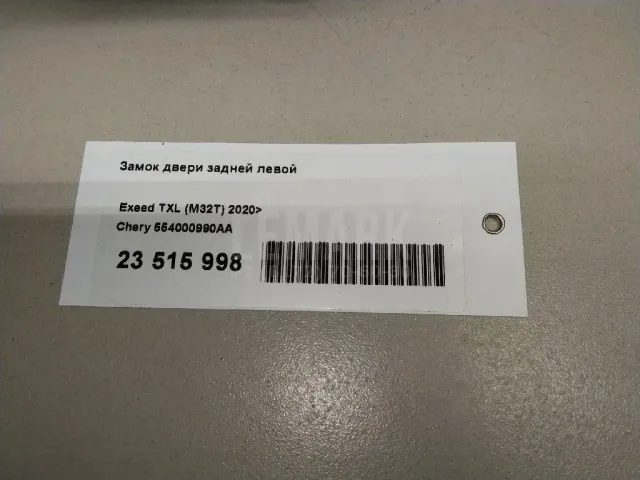 Замок двери задней левой
Exeed TXL (M32T) 2020>
Chery 554000990AA
23 515 998